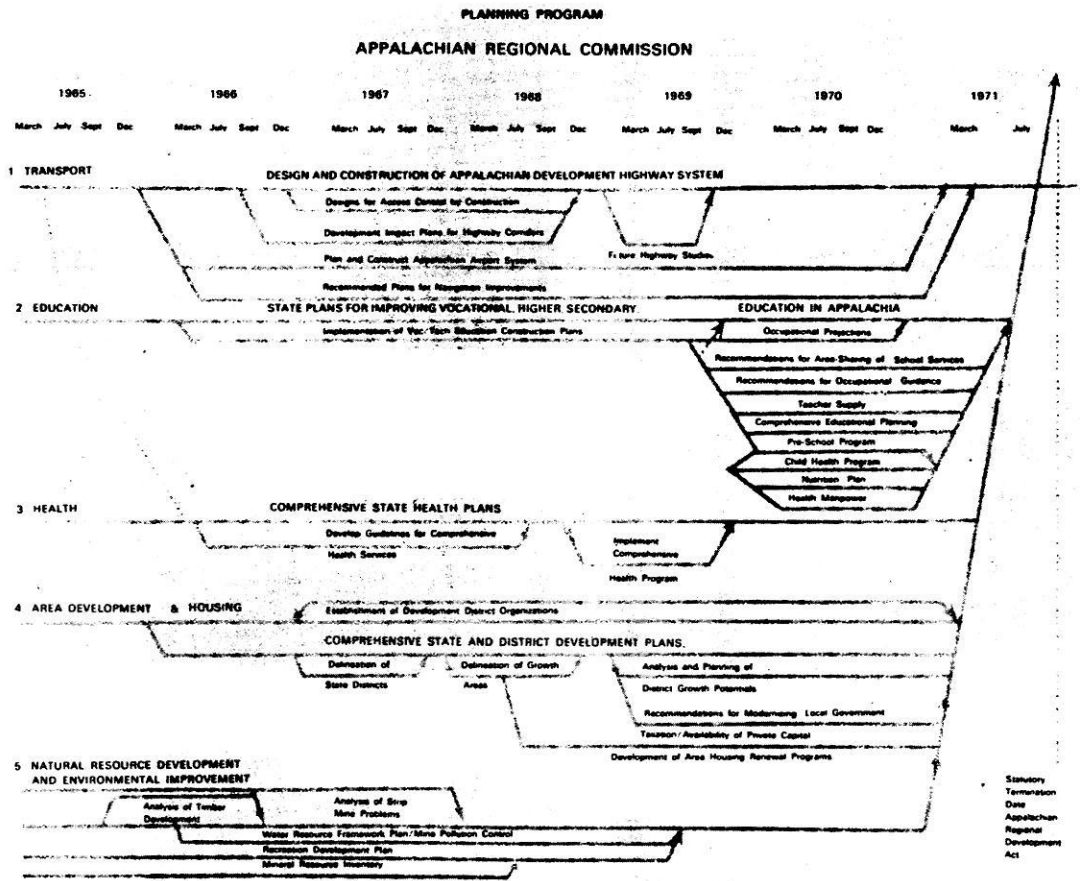 PLANNING PROGRAM
APPALACHIAN REGIONAL COMMISSION
1965 1966 1967 1968 1969 1970 1971
March July Sept Dec March July Sept Dec March July Sept Dec March July Sept Dec March July Sept Dec March July Sept Dec March July
1 TRANSPORT
DESIGN AND CONSTRUCTION OF APPALACHIAN DEVELOPMENT HIGHWAY SYSTEM
Designs for Access Control by Construction
Development Impact Plans for Highway Corridors
Plan and Construct Appalachian Airport System
Future Highway Studies
Recommended Plans for Navigation Improvements
2 EDUCATION
STATE PLANS FOR IMPROVING VOCATIONAL, HIGHER SECONDARY EDUCATION IN APPALACHIA
Implementation of Voc/Tech Education Construction Plans
Occupational Projections
Recommendations for Area-Sharing of School Services
Recommendations for Occupational Guidance
Teacher Supply
Comprehensive Educational Planning
Pre-School Program
Child Health Program
Nutrition Plan
Health Manpower
3 HEALTH
COMPREHENSIVE STATE HEALTH PLANS
Develop Guidelines for Comprehensive
Health Services
Implement
Comprehensive
Health Program
4 AREA DEVELOPMENT & HOUSING
Establishment of Development District Organizations
COMPREHENSIVE STATE AND DISTRICT DEVELOPMENT PLANS.
Delineation of
State Districts
Delineation of Growth
Areas
Analysis and Planning of
District Growth Potentials
Recommendations for Modernizing Local Government
Taxation/Availability of Private Capital
Development of Area Housing Renewal Programs
5 NATURAL RESOURCE DEVELOPMENT
AND ENVIRONMENTAL IMPROVEMENT
Analysis of Timber
Development
Analysis of Strip
Mine Problems
Water Resource Framework Plan/Mine Pollution Control
Recreation Development Plan
Mineral Resource Inventory
Statutory
Termination
Date
Appalachian
Regional
Development
Act